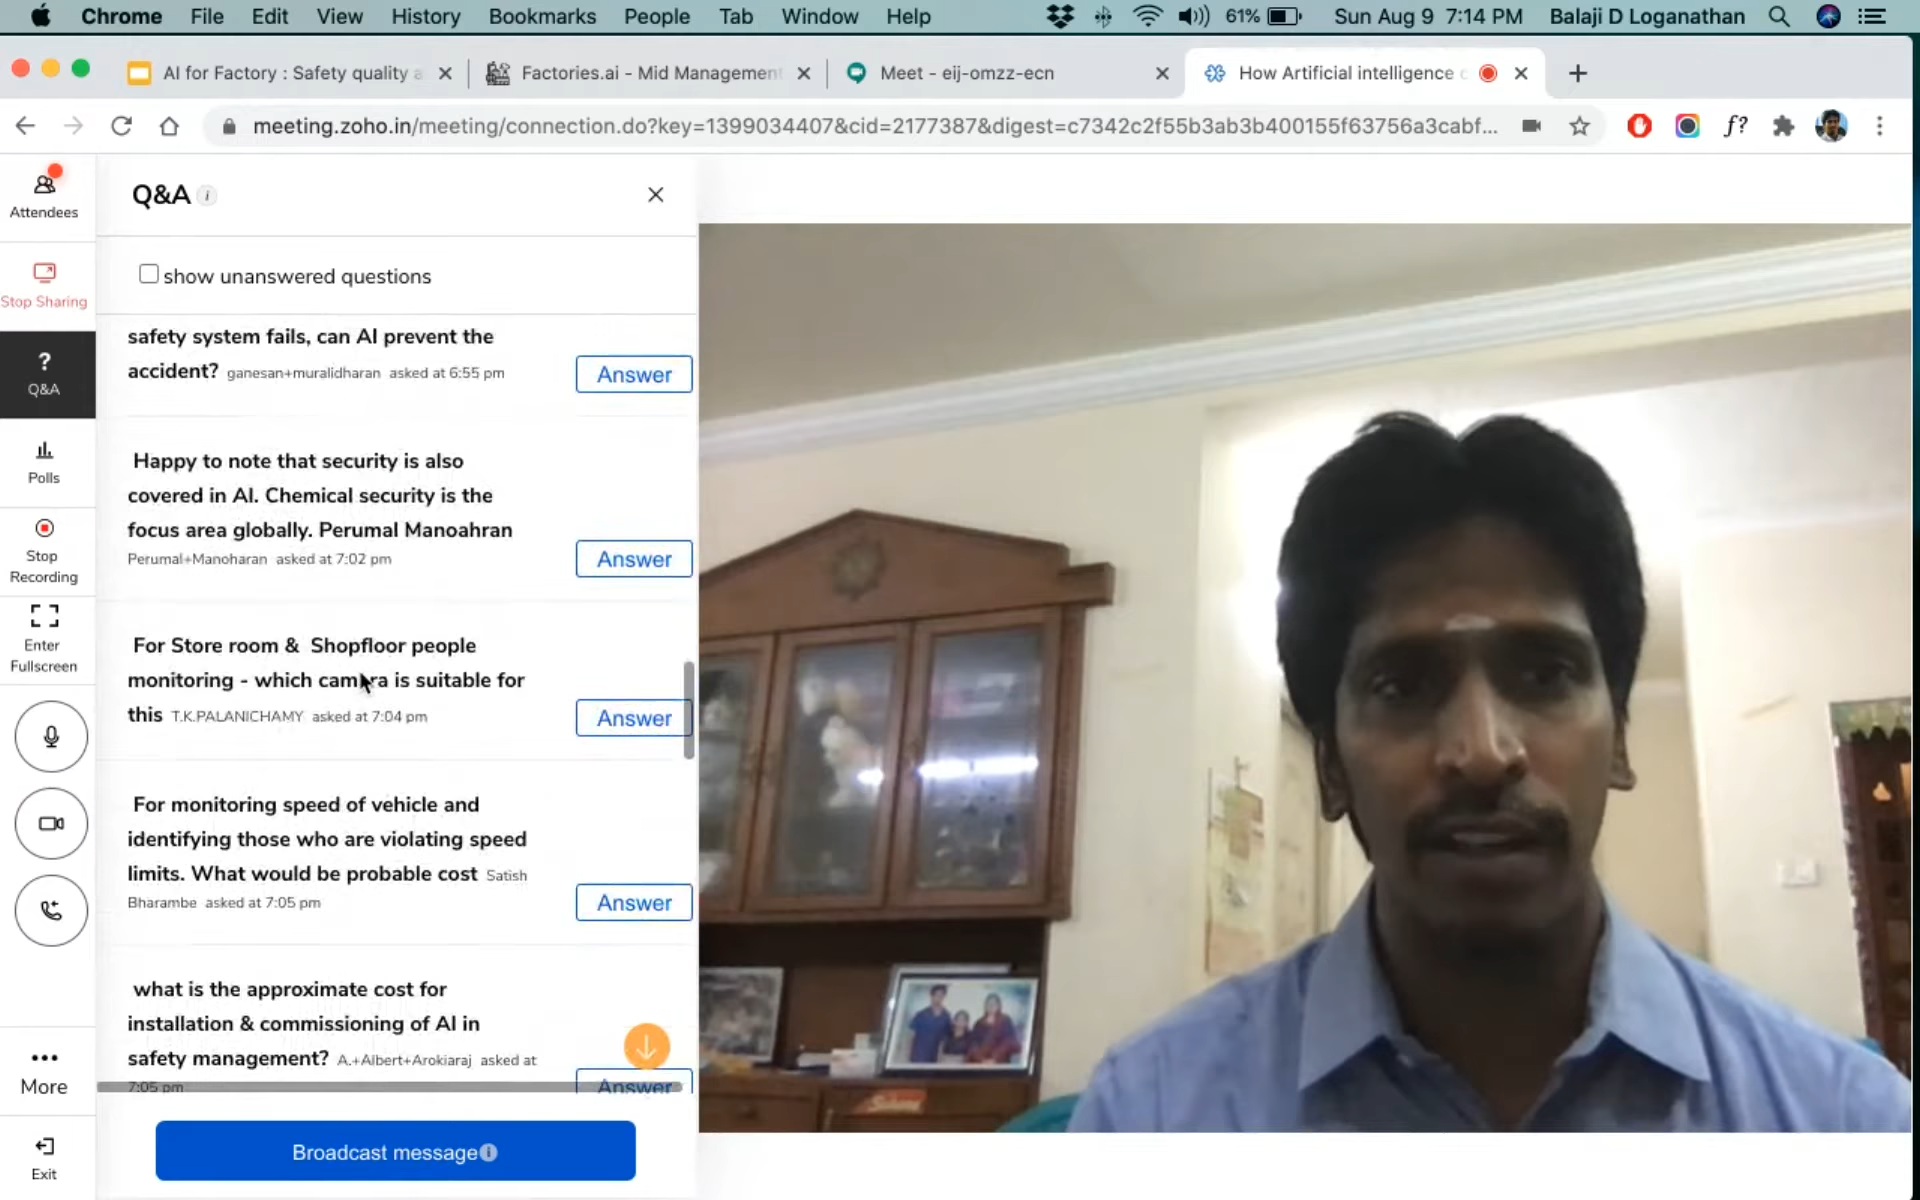 Chrome File Edit View History Bookmarks People Tab Window Help 61% Sun Aug 9 7:14 PM Balaji D Loganathan
AI for Factory : Safety quality a Factories.ai - Mid Management Meet - eij-omzz-ecn How Artificial intelligence c
meeting.zoho.in/meeting/connection.do?key=1399034407&cid=2177387&digest=c7342c2f55b3ab3b400155f63756a3cabf... f?
Attendees
Stop Sharing
?
Q&A
Polls
Stop
Recording
Enter
Fullscreen
More
Exit
Q&A i
show unanswered questions
safety system fails, can AI prevent the
accident? ganesan+muralidharan asked at 6:55 pm
Answer
Happy to note that security is also
covered in AI. Chemical security is the
focus area globally. Perumal Manoahran
Perumal+Manoharan asked at 7:02 pm
Answer
For Store room & Shopfloor people
monitoring - which camera is suitable for
this T.K.PALANICHAMY asked at 7:04 pm
Answer
For monitoring speed of vehicle and
identifying those who are violating speed
limits. What would be probable cost Satish
Bharambe asked at 7:05 pm
Answer
what is the approximate cost for
installation & commissioning of AI in
safety management? A.+Albert+Arokiaraj asked at
7:05 pm
Answer
Broadcast message i